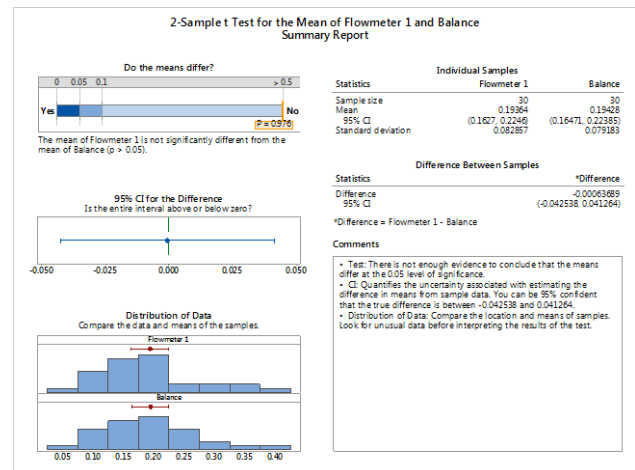 2-Sample t Test for the Mean of Flowmeter 1 and Balance
Summary Report
Do the means differ?
0 0.05 0.1 > 0.5
Yes No
P = 0.976
The mean of Flowmeter 1 is not significantly different from the
mean of Balance (p > 0.05).
95% CI for the Difference
Is the entire interval above or below zero?
-0.050 -0.025 0.000 0.025 0.050
Distribution of Data
Compare the data and means of the samples.
Flowmeter 1
Balance
0.05 0.10 0.15 0.20 0.25 0.30 0.35 0.40
Individual Samples
Statistics Flowmeter 1 Balance
Sample size 30 30
Mean 0.19364 0.19428
95% CI (0.1627, 0.2246) (0.16471, 0.22385)
Standard deviation 0.082857 0.079183
Difference Between Samples
Statistics *Difference
Difference -0.00063689
95% CI (-0.042538, 0.041264)
*Difference = Flowmeter 1 - Balance
Comments
• Test: There is not enough evidence to conclude that the means
differ at the 0.05 level of significance.
• CI: Quantifies the uncertainty associated with estimating the
difference in means from sample data. You can be 95% confident
that the true difference is between -0.042538 and 0.041264.
• Distribution of Data: Compare the location and means of samples.
Look for unusual data before interpreting the results of the test.